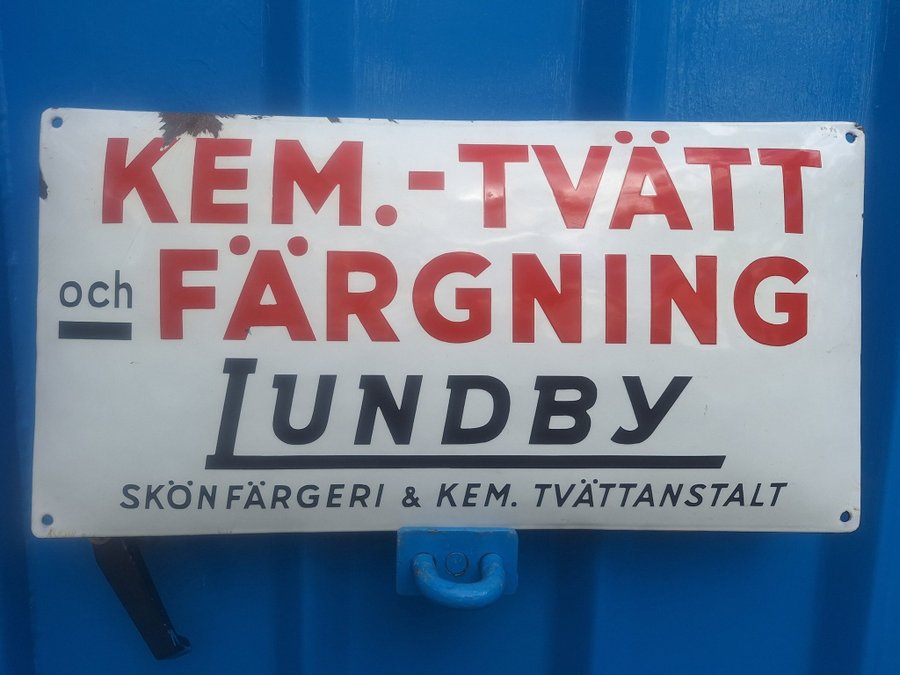 KEM.-TVÄTT
och FÄRGNING
LUNDBY
SKÖNFÄRGERI & KEM. TVÄTTANSTALT